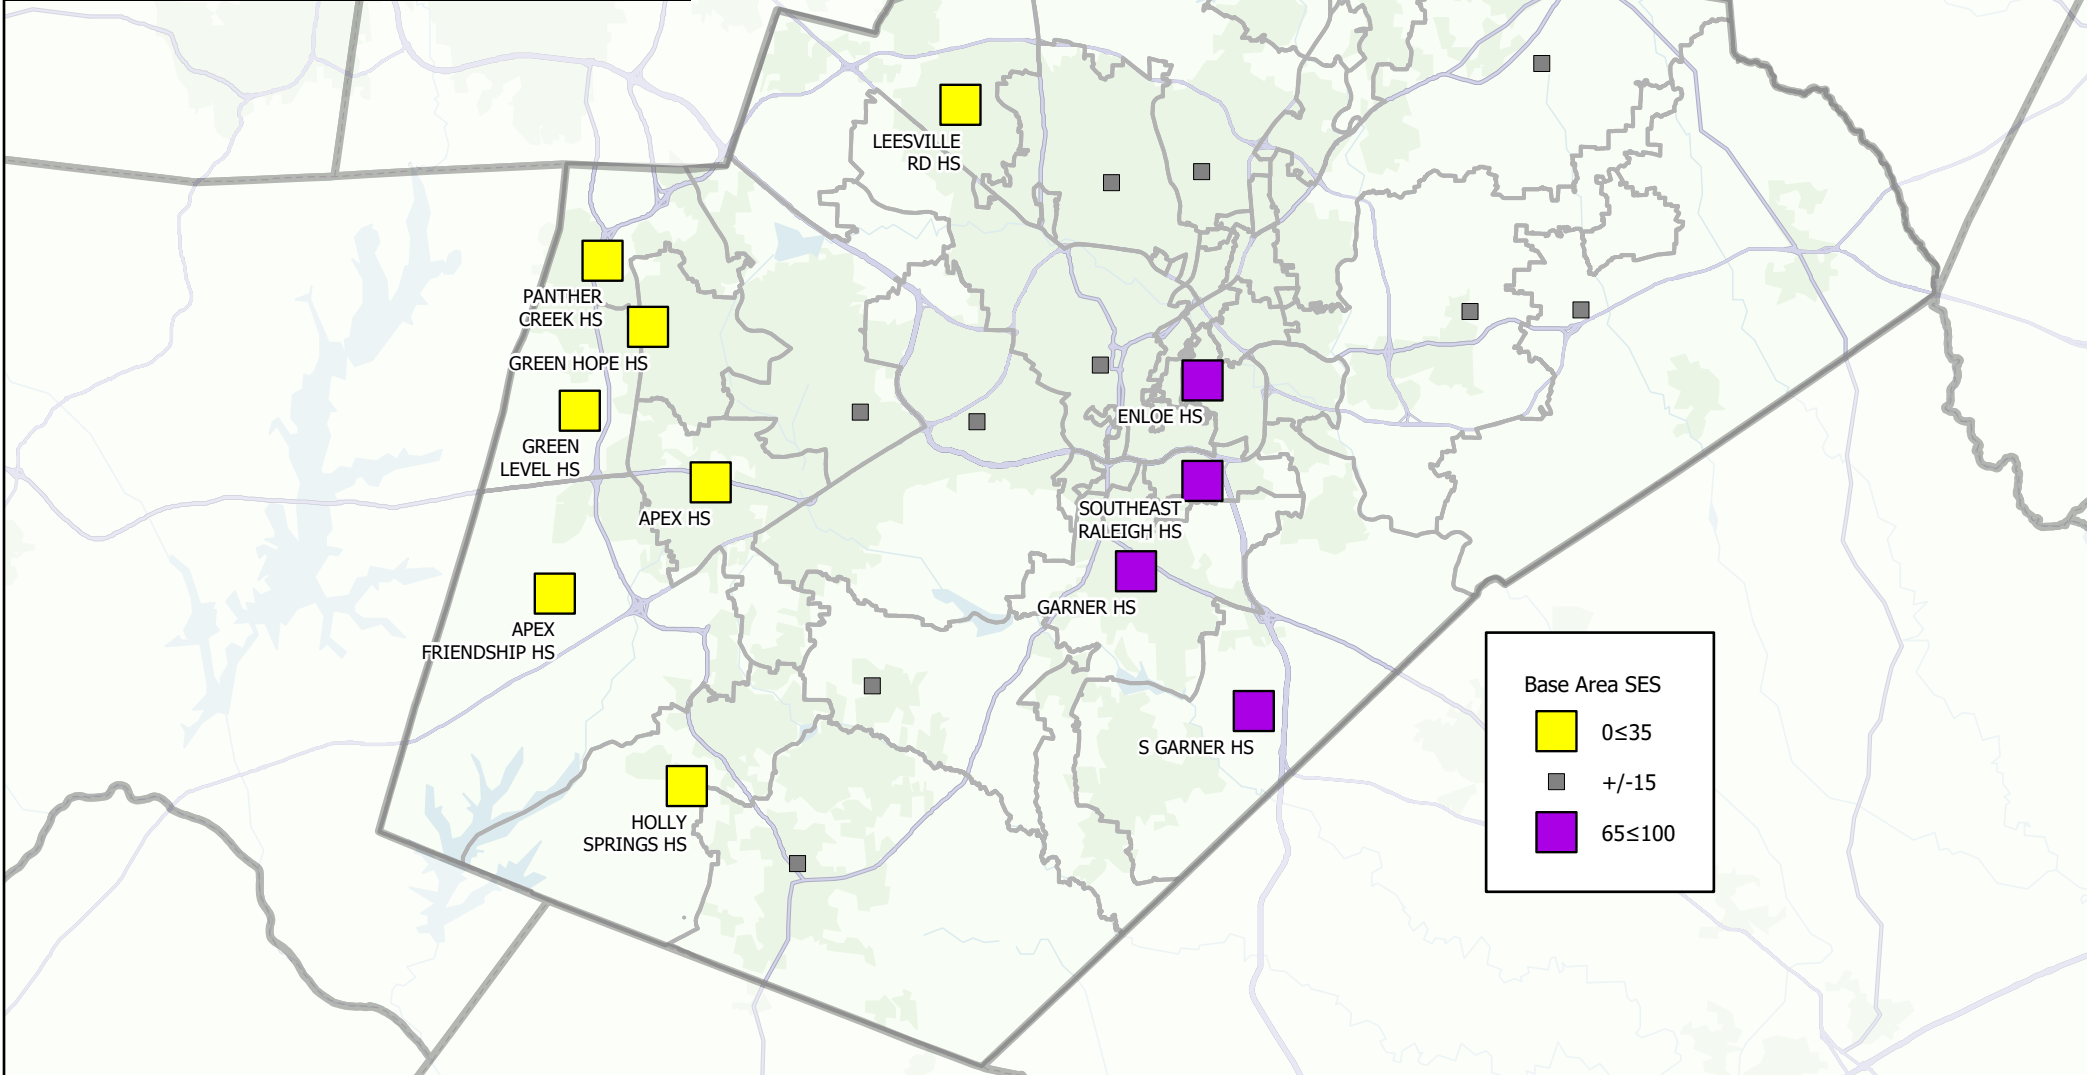 LEESVILLE
RD HS
PANTHER
CREEK HS
GREEN HOPE HS
GREEN
LEVEL HS
ENLOE HS
APEX HS
SOUTHEAST
RALEIGH HS
GARNER HS
APEX
FRIENDSHIP HS
S GARNER HS
HOLLY
SPRINGS HS
Base Area SES
0≤35
+/-15
65≤100